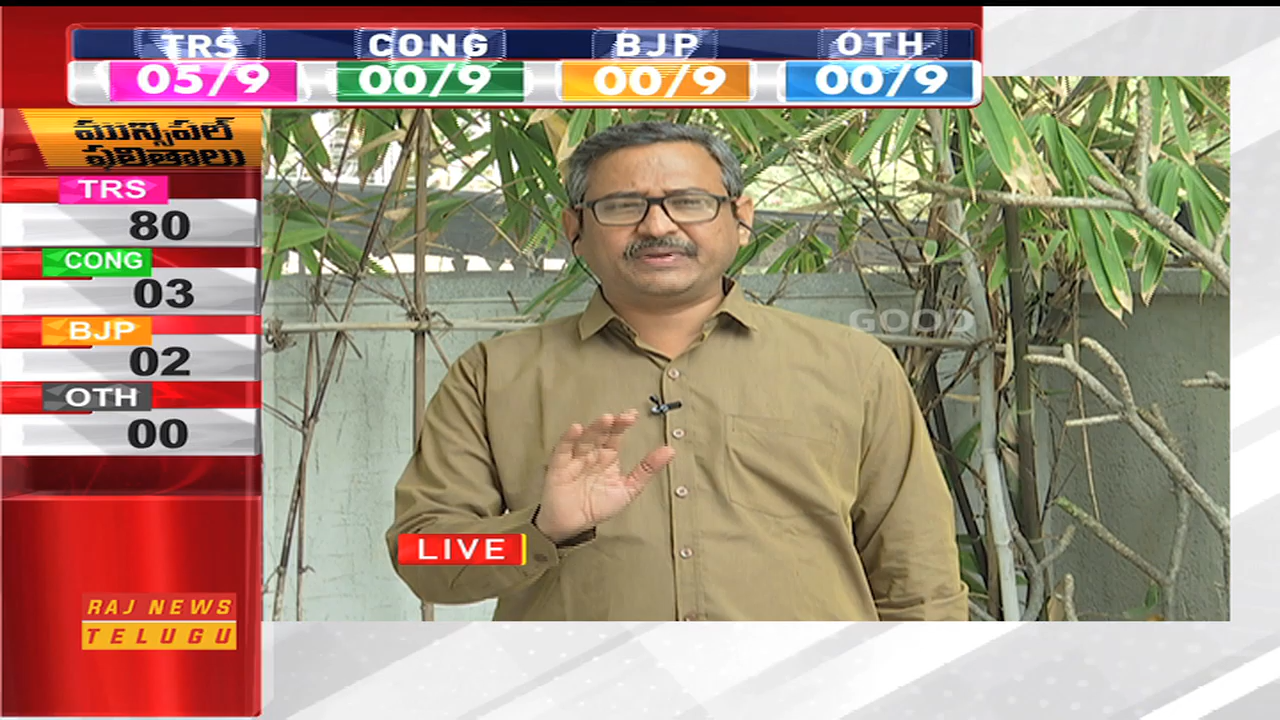 TRS CONG BJP OTH
05/9 00/9 00/9 00/9
మున్సిపల్
ఫలితాలు
TRS
80
CONG
03
BJP
02
OTH
00
GOOD
LIVE
RAJ NEWS
TELUGU